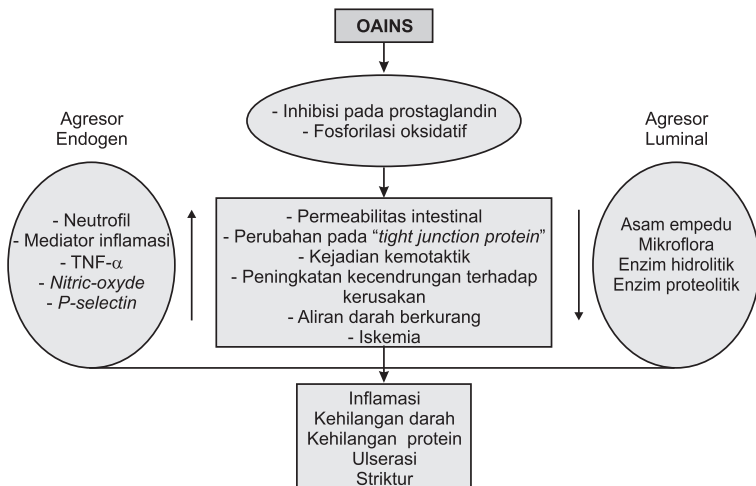 OAINS
- Inhibisi pada prostaglandin
- Fosforilasi oksidatif
Agresor
Endogen
- Neutrofil
- Mediator inflamasi
- TNF-α
- Nitric-oxyde
- P-selectin
- Permeabilitas intestinal
- Perubahan pada “tight junction protein”
- Kejadian kemotaktik
- Peningkatan kecendrungan terhadap
kerusakan
- Aliran darah berkurang
- Iskemia
Agresor
Luminal
Asam empedu
Mikroflora
Enzim hidrolitik
Enzim proteolitik
Inflamasi
Kehilangan darah
Kehilangan protein
Ulserasi
Striktur